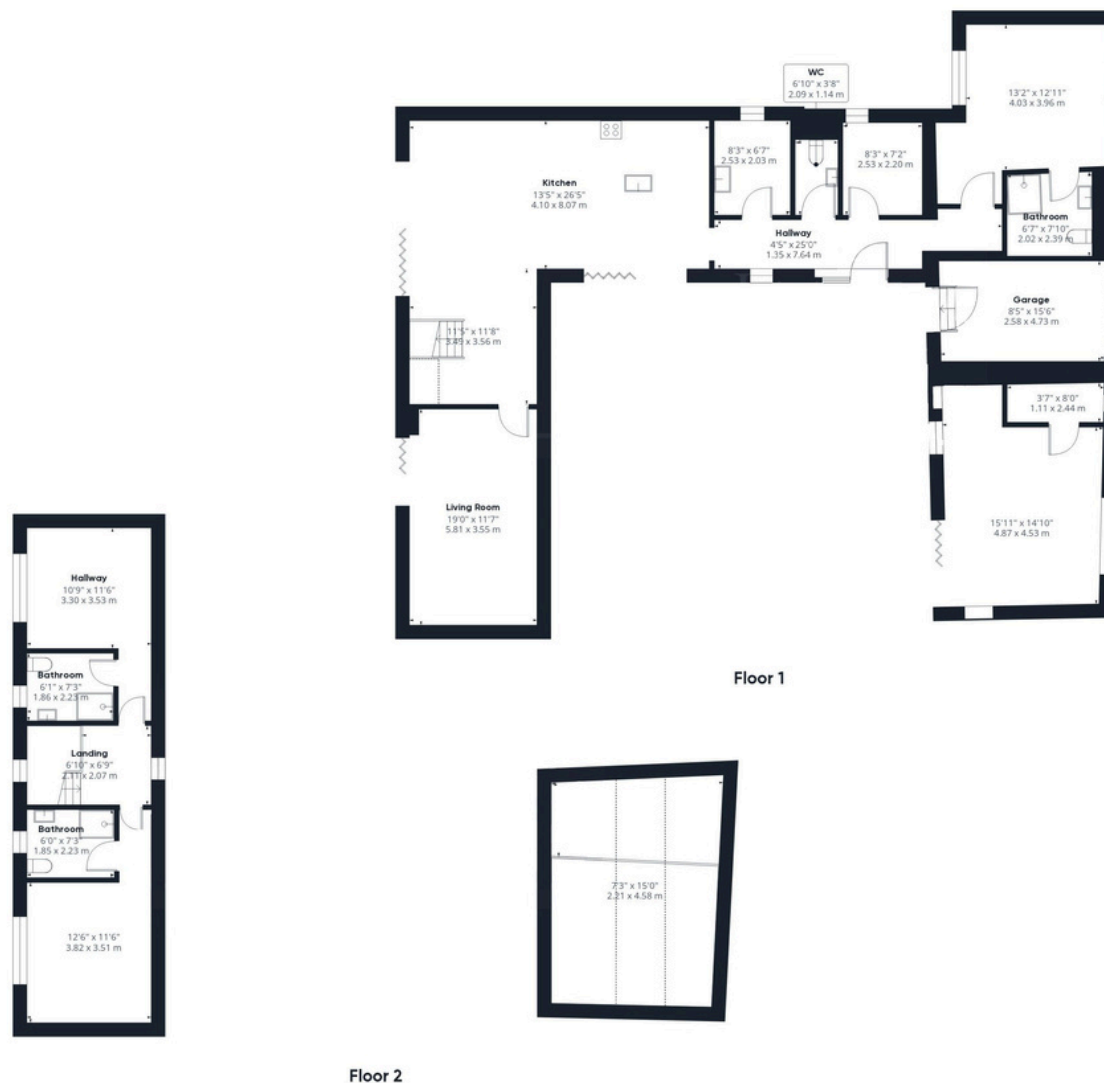 WC
6'10" x 3'8"
2.09 x 1.14 m
13'2" x 12'11"
4.03 x 3.96 m
8'3" x 6'7"
2.53 x 2.03 m
8'3" x 7'2"
2.53 x 2.20 m
Kitchen
13'5" x 26'5"
4.10 x 8.07 m
Hallway
4'5" x 25'0"
1.35 x 7.64 m
Bathroom
6'7" x 7'10"
2.02 x 2.39 m
Garage
8'5" x 15'6"
2.58 x 4.73 m
11'5" x 11'8"
3.49 x 3.56 m
3'7" x 8'0"
1.11 x 2.44 m
Living Room
19'0" x 11'7"
5.81 x 3.55 m
15'11" x 14'10"
4.87 x 4.53 m
Floor 1
Hallway
10'9" x 11'6"
3.30 x 3.53 m
Bathroom
6'1" x 7'3"
1.86 x 2.23 m
Landing
6'10" x 6'9"
2.11 x 2.07 m
Bathroom
6'0" x 7'3"
1.85 x 2.23 m
12'6" x 11'6"
3.82 x 3.51 m
7'3" x 15'0"
2.21 x 4.58 m
Floor 2